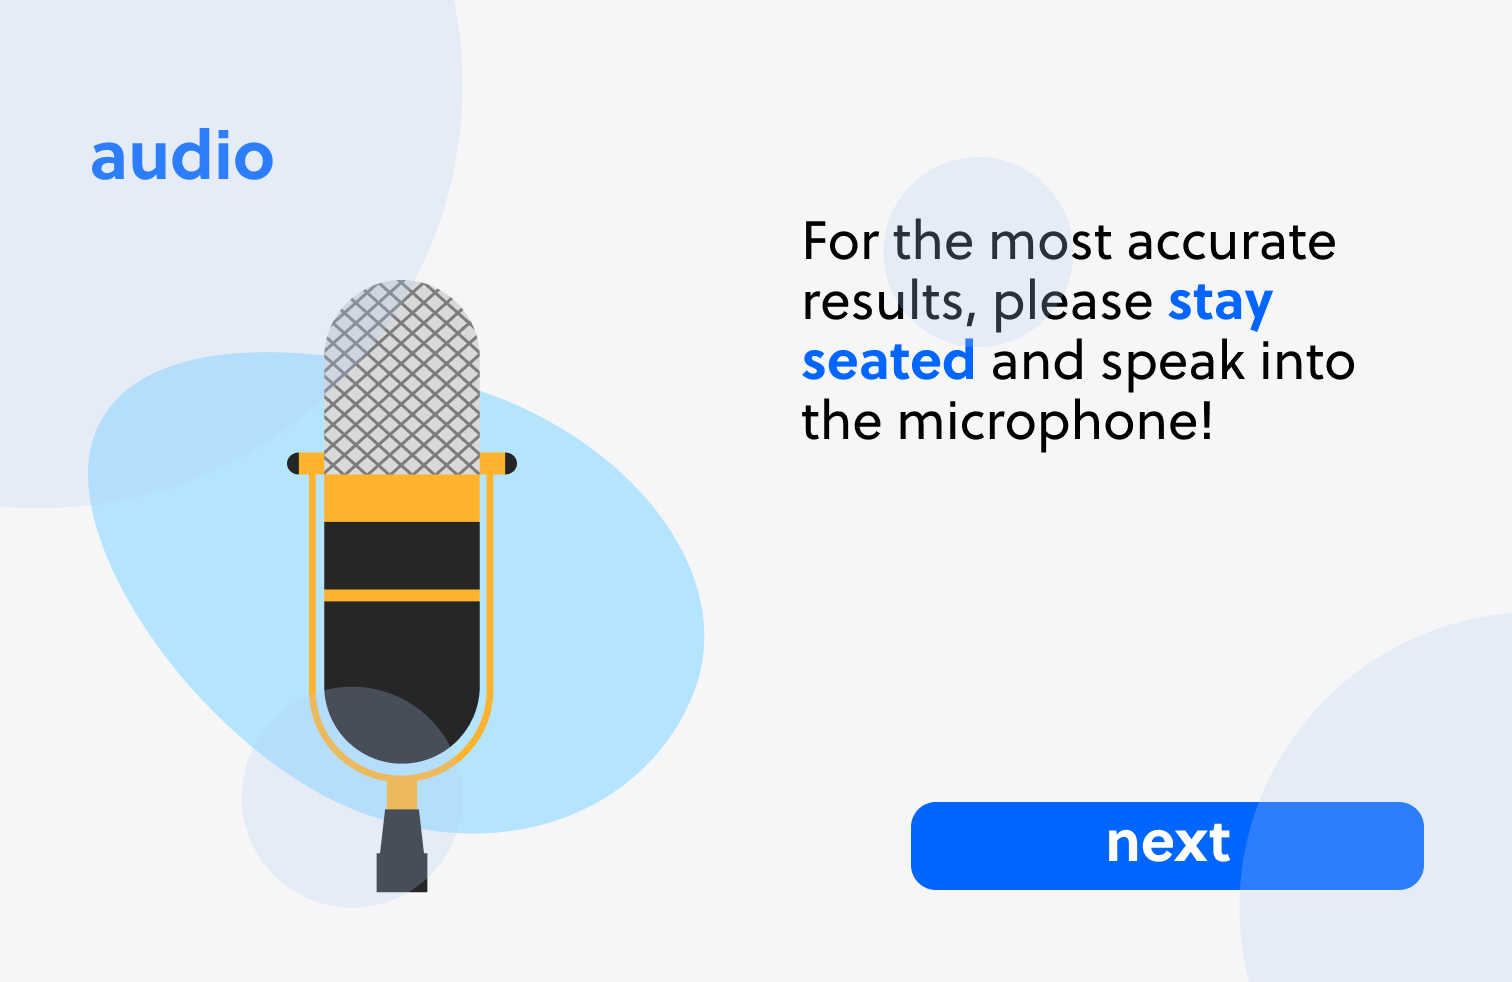 audio
For the most accurate
results, please stay
seated and speak into
the microphone!
next